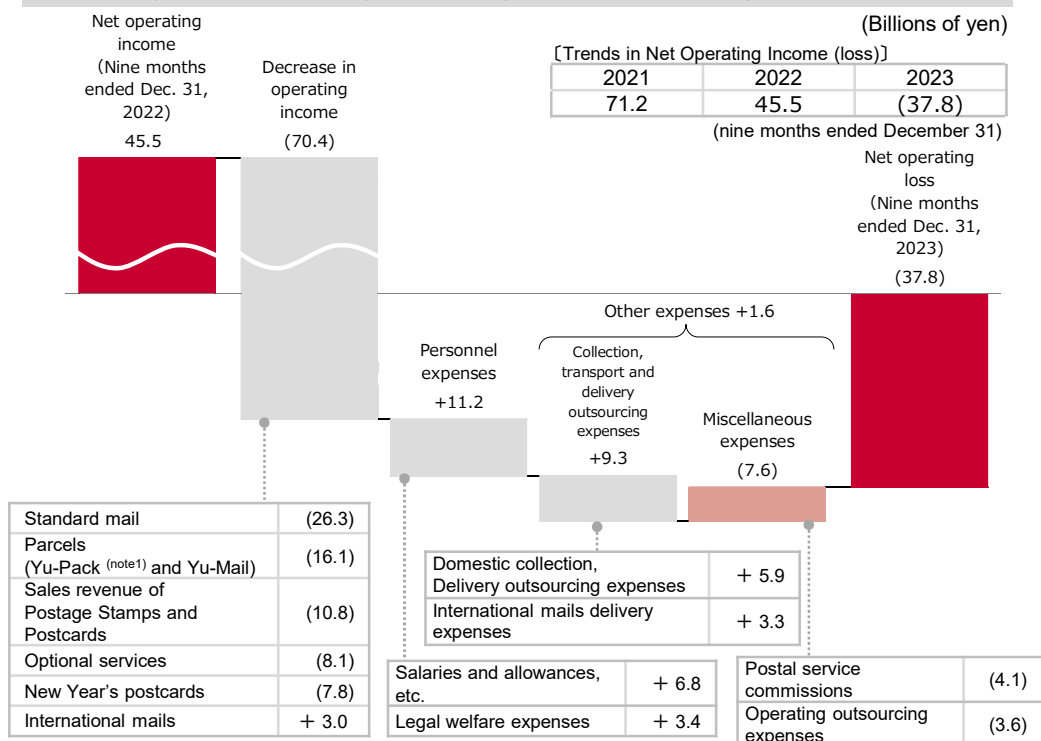 (Billions of yen)
Net operating
income
(Nine months
ended Dec. 31,
2022)
45.5
Decrease in
operating
income
(70.4)
〔Trends in Net Operating Income (loss)〕
2021 2022 2023
71.2 45.5 (37.8)
(nine months ended December 31)
Net operating
loss
(Nine months
ended Dec. 31,
2023)
(37.8)
Other expenses +1.6
Personnel
expenses
+11.2
Collection,
transport and
delivery
outsourcing
expenses
+9.3
Miscellaneous
expenses
(7.6)
Standard mail (26.3)
Parcels
(Yu-Pack (note1) and Yu-Mail) (16.1)
Sales revenue of
Postage Stamps and
Postcards (10.8)
Optional services (8.1)
New Year’s postcards (7.8)
International mails + 3.0
Domestic collection,
Delivery outsourcing expenses + 5.9
International mails delivery
expenses + 3.3
Salaries and allowances,
etc. + 6.8
Legal welfare expenses + 3.4
Postal service
commissions (4.1)
Operating outsourcing
expenses (3.6)